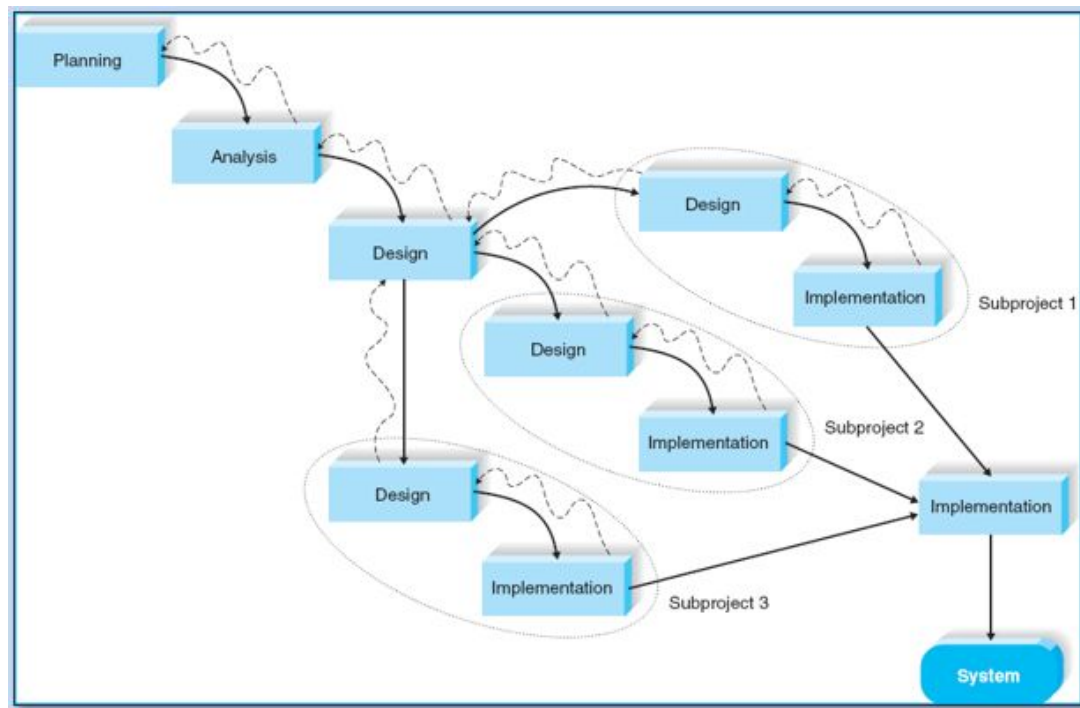 Planning
Analysis
Design
Design
Implementation
Subproject 1
Design
Implementation
Subproject 2
Design
Implementation
Subproject 3
Implementation
System